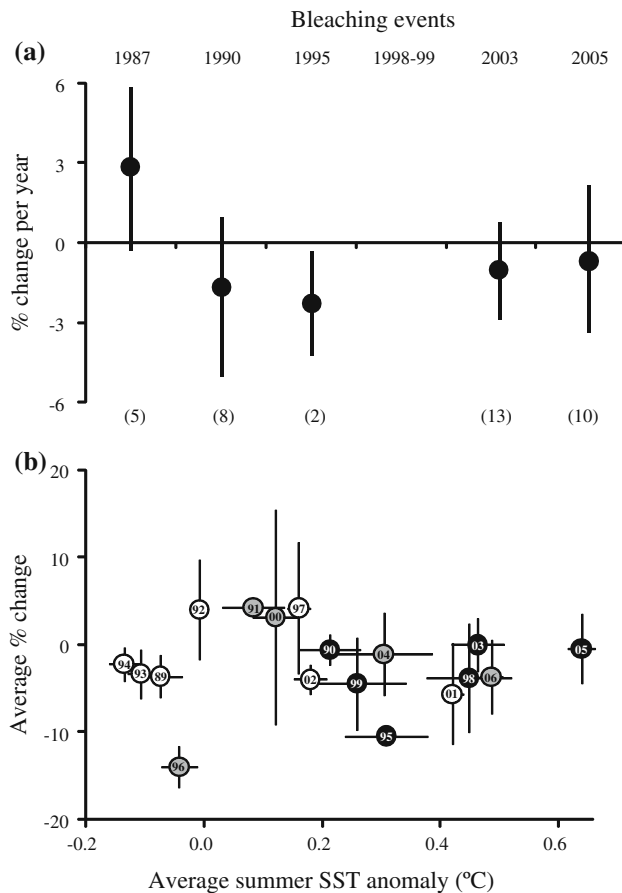 Bleaching events
(a) 1987 1990 1995 1998-99 2003 2005
6
3
0
-3
-6
% change per year
(5) (8) (2) (13) (10)
(b)
20
10
0
-10
-20
Average % change
94 93 89 96 92 91 00 97 02 90 99 04 95 01 98 03 06 05
-0.2 0.0 0.2 0.4 0.6
Average summer SST anomaly (ºC)